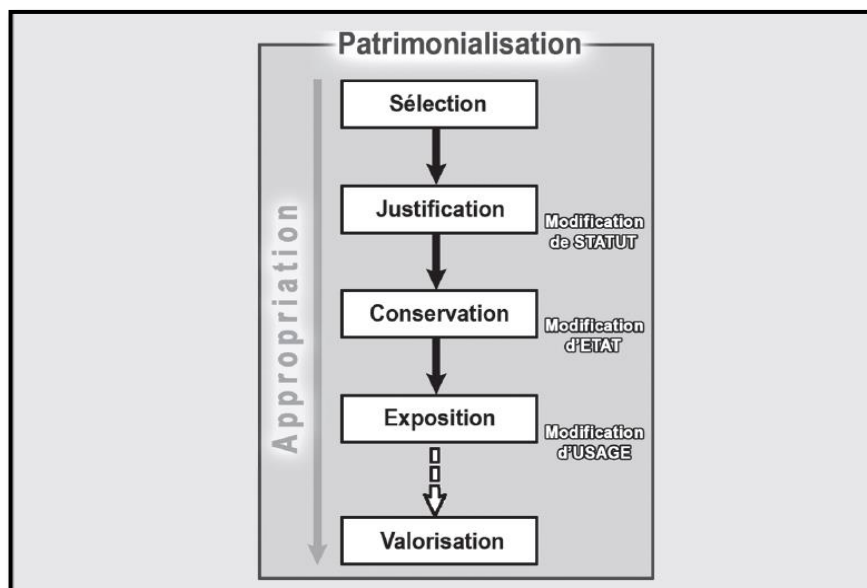 Patrimonialisation
Sélection
Justification
Modification
de STATUT
Appropriation
Conservation
Modification
d'ETAT
Exposition
Modification
d'USAGE
Valorisation